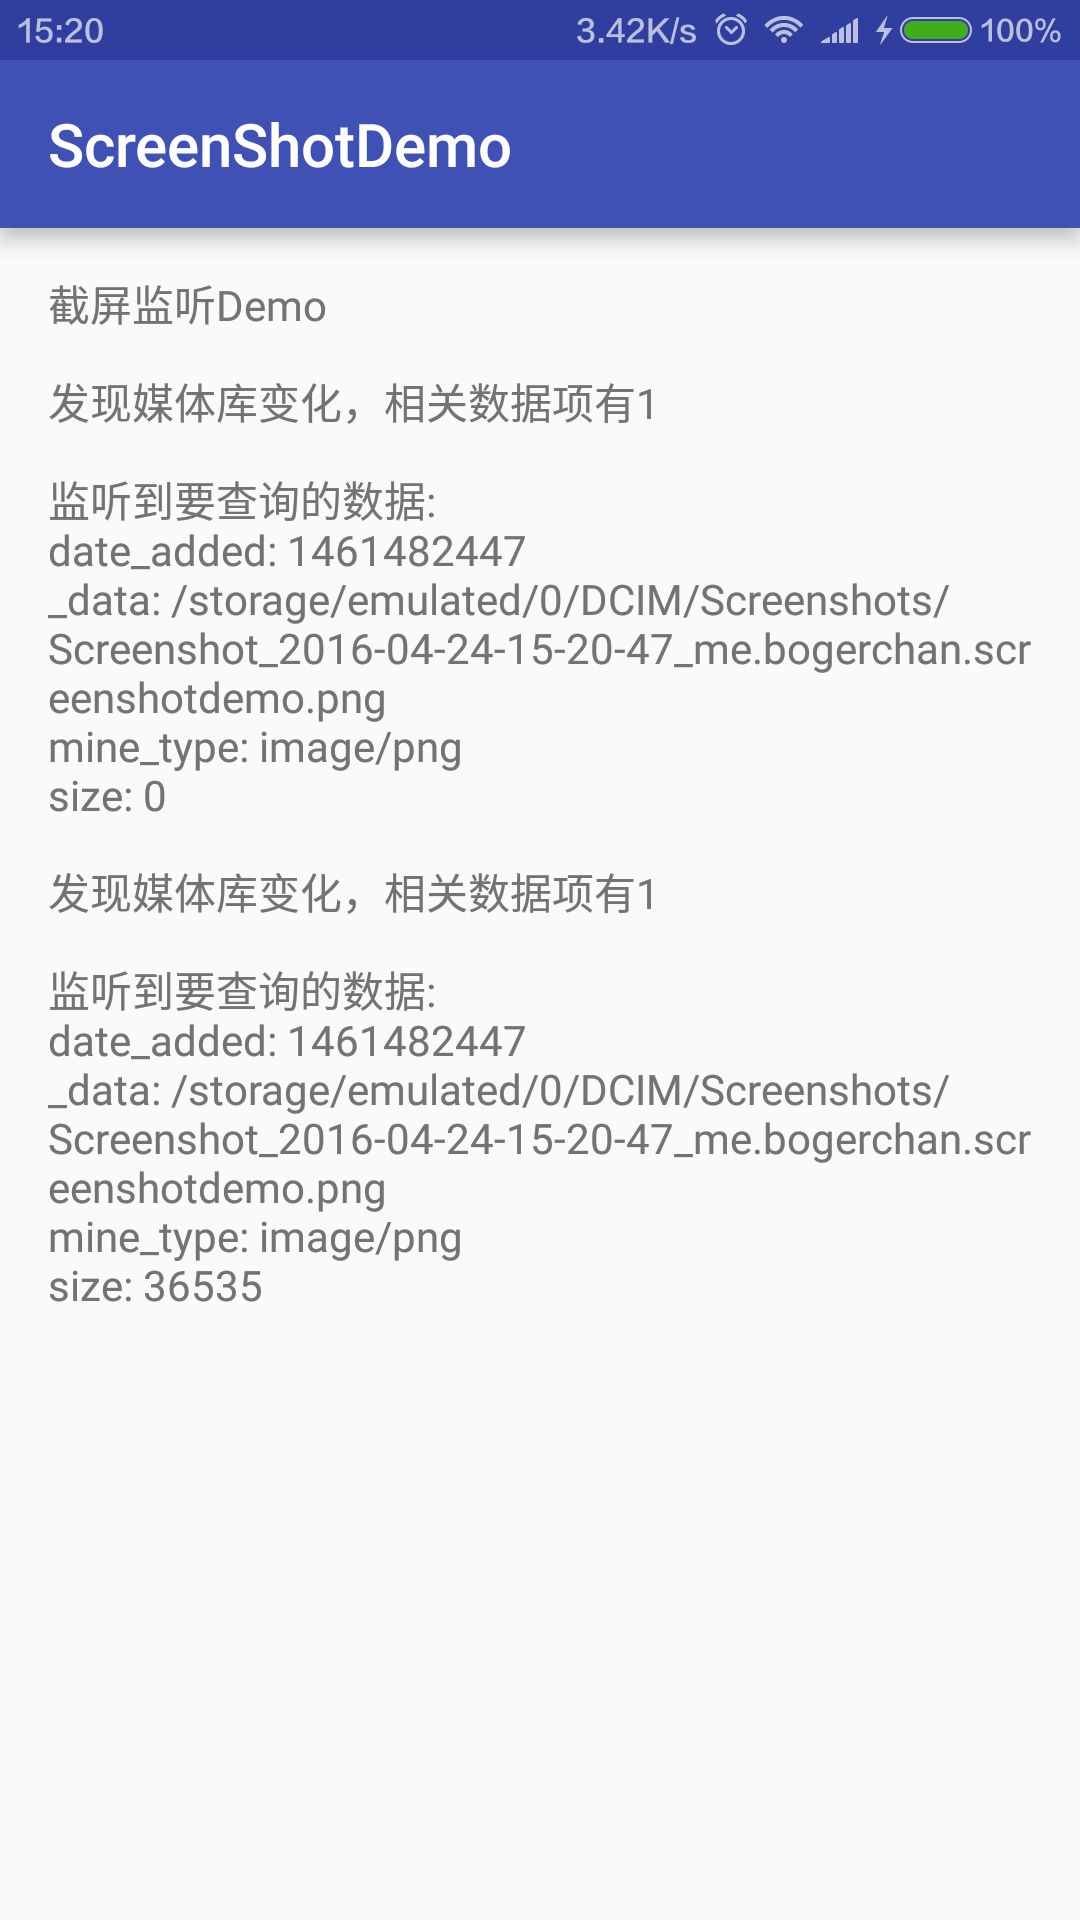 15:20 3.42K/s 100%
ScreenShotDemo
截屏监听Demo
发现媒体库变化，相关数据项有1
监听到要查询的数据:
date_added: 1461482447
_data: /storage/emulated/0/DCIM/Screenshots/
Screenshot_2016-04-24-15-20-47_me.bogerchan.scr
eenshotdemo.png
mine_type: image/png
size: 0
发现媒体库变化，相关数据项有1
监听到要查询的数据:
date_added: 1461482447
_data: /storage/emulated/0/DCIM/Screenshots/
Screenshot_2016-04-24-15-20-47_me.bogerchan.scr
eenshotdemo.png
mine_type: image/png
size: 36535